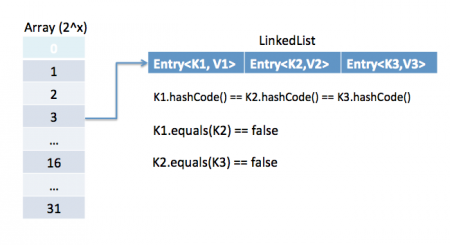 Array (2^x)
0
1
2
3
...
16
...
31
LinkedList
Entry<K1, V1> Entry<K2,V2> Entry<K3,V3>
K1.hashCode() == K2.hashCode() == K3.hashCode()
K1.equals(K2) == false
K2.equals(K3) == false